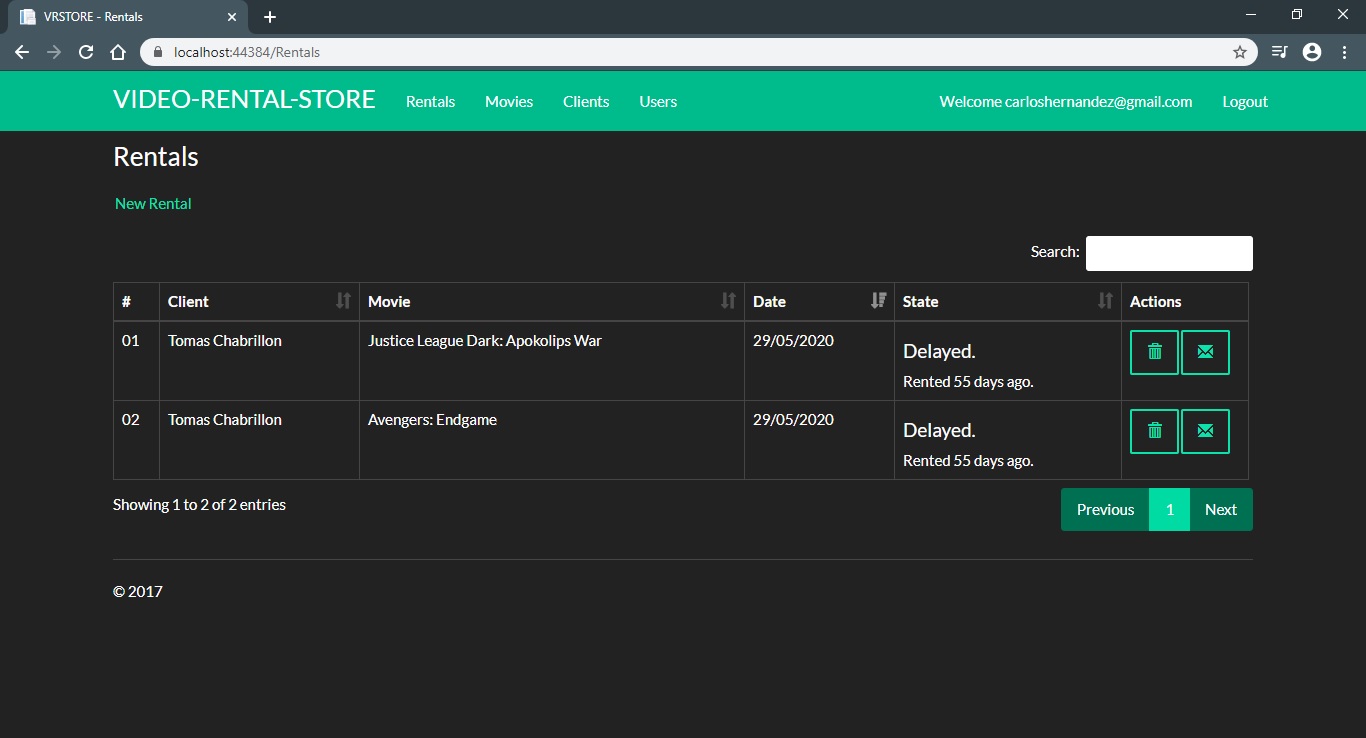 VRSTORE - Rentals
localhost:44384/Rentals
VIDEO-RENTAL-STORE Rentals Movies Clients Users Welcome carloshernandez@gmail.com Logout
Rentals
New Rental
Search:
# Client Movie Date State Actions
01 Tomas Chabrillon Justice League Dark: Apokolips War 29/05/2020 Delayed.
Rented 55 days ago.
02 Tomas Chabrillon Avengers: Endgame 29/05/2020 Delayed.
Rented 55 days ago.
Showing 1 to 2 of 2 entries
Previous 1 Next
© 2017